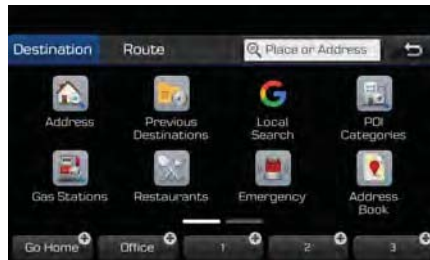 Destination
Route
Place or Address
Address
Previous
Destinations
Local
Search
POI
Categories
Gas Stations
Restaurants
Emergency
Address
Book
Go Home
Office
1
2
3